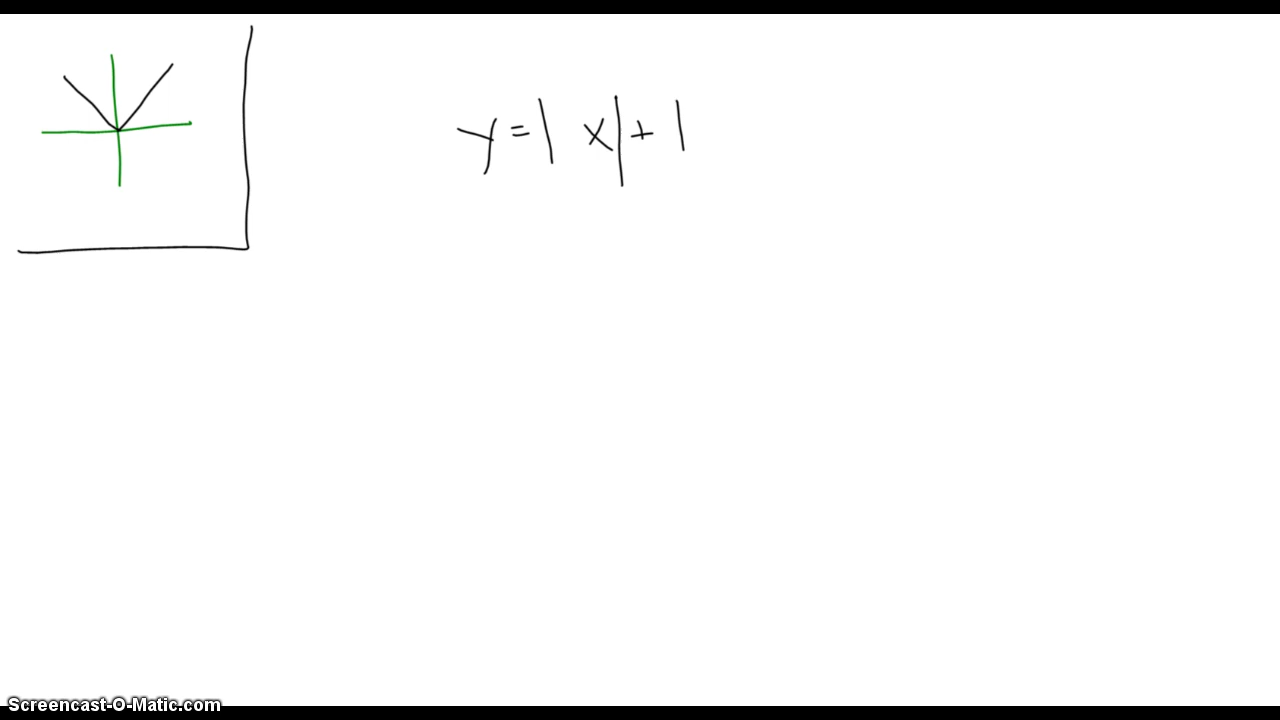 y = | x | + 1
Screencast-O-Matic.com